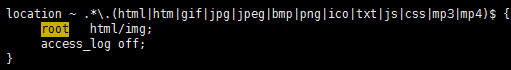 location ~ .*\.(html|htm|gif|jpg|jpeg|bmp|png|ico|txt|js|css|mp3|mp4)$ {
     root   html/img;
     access_log off;
}